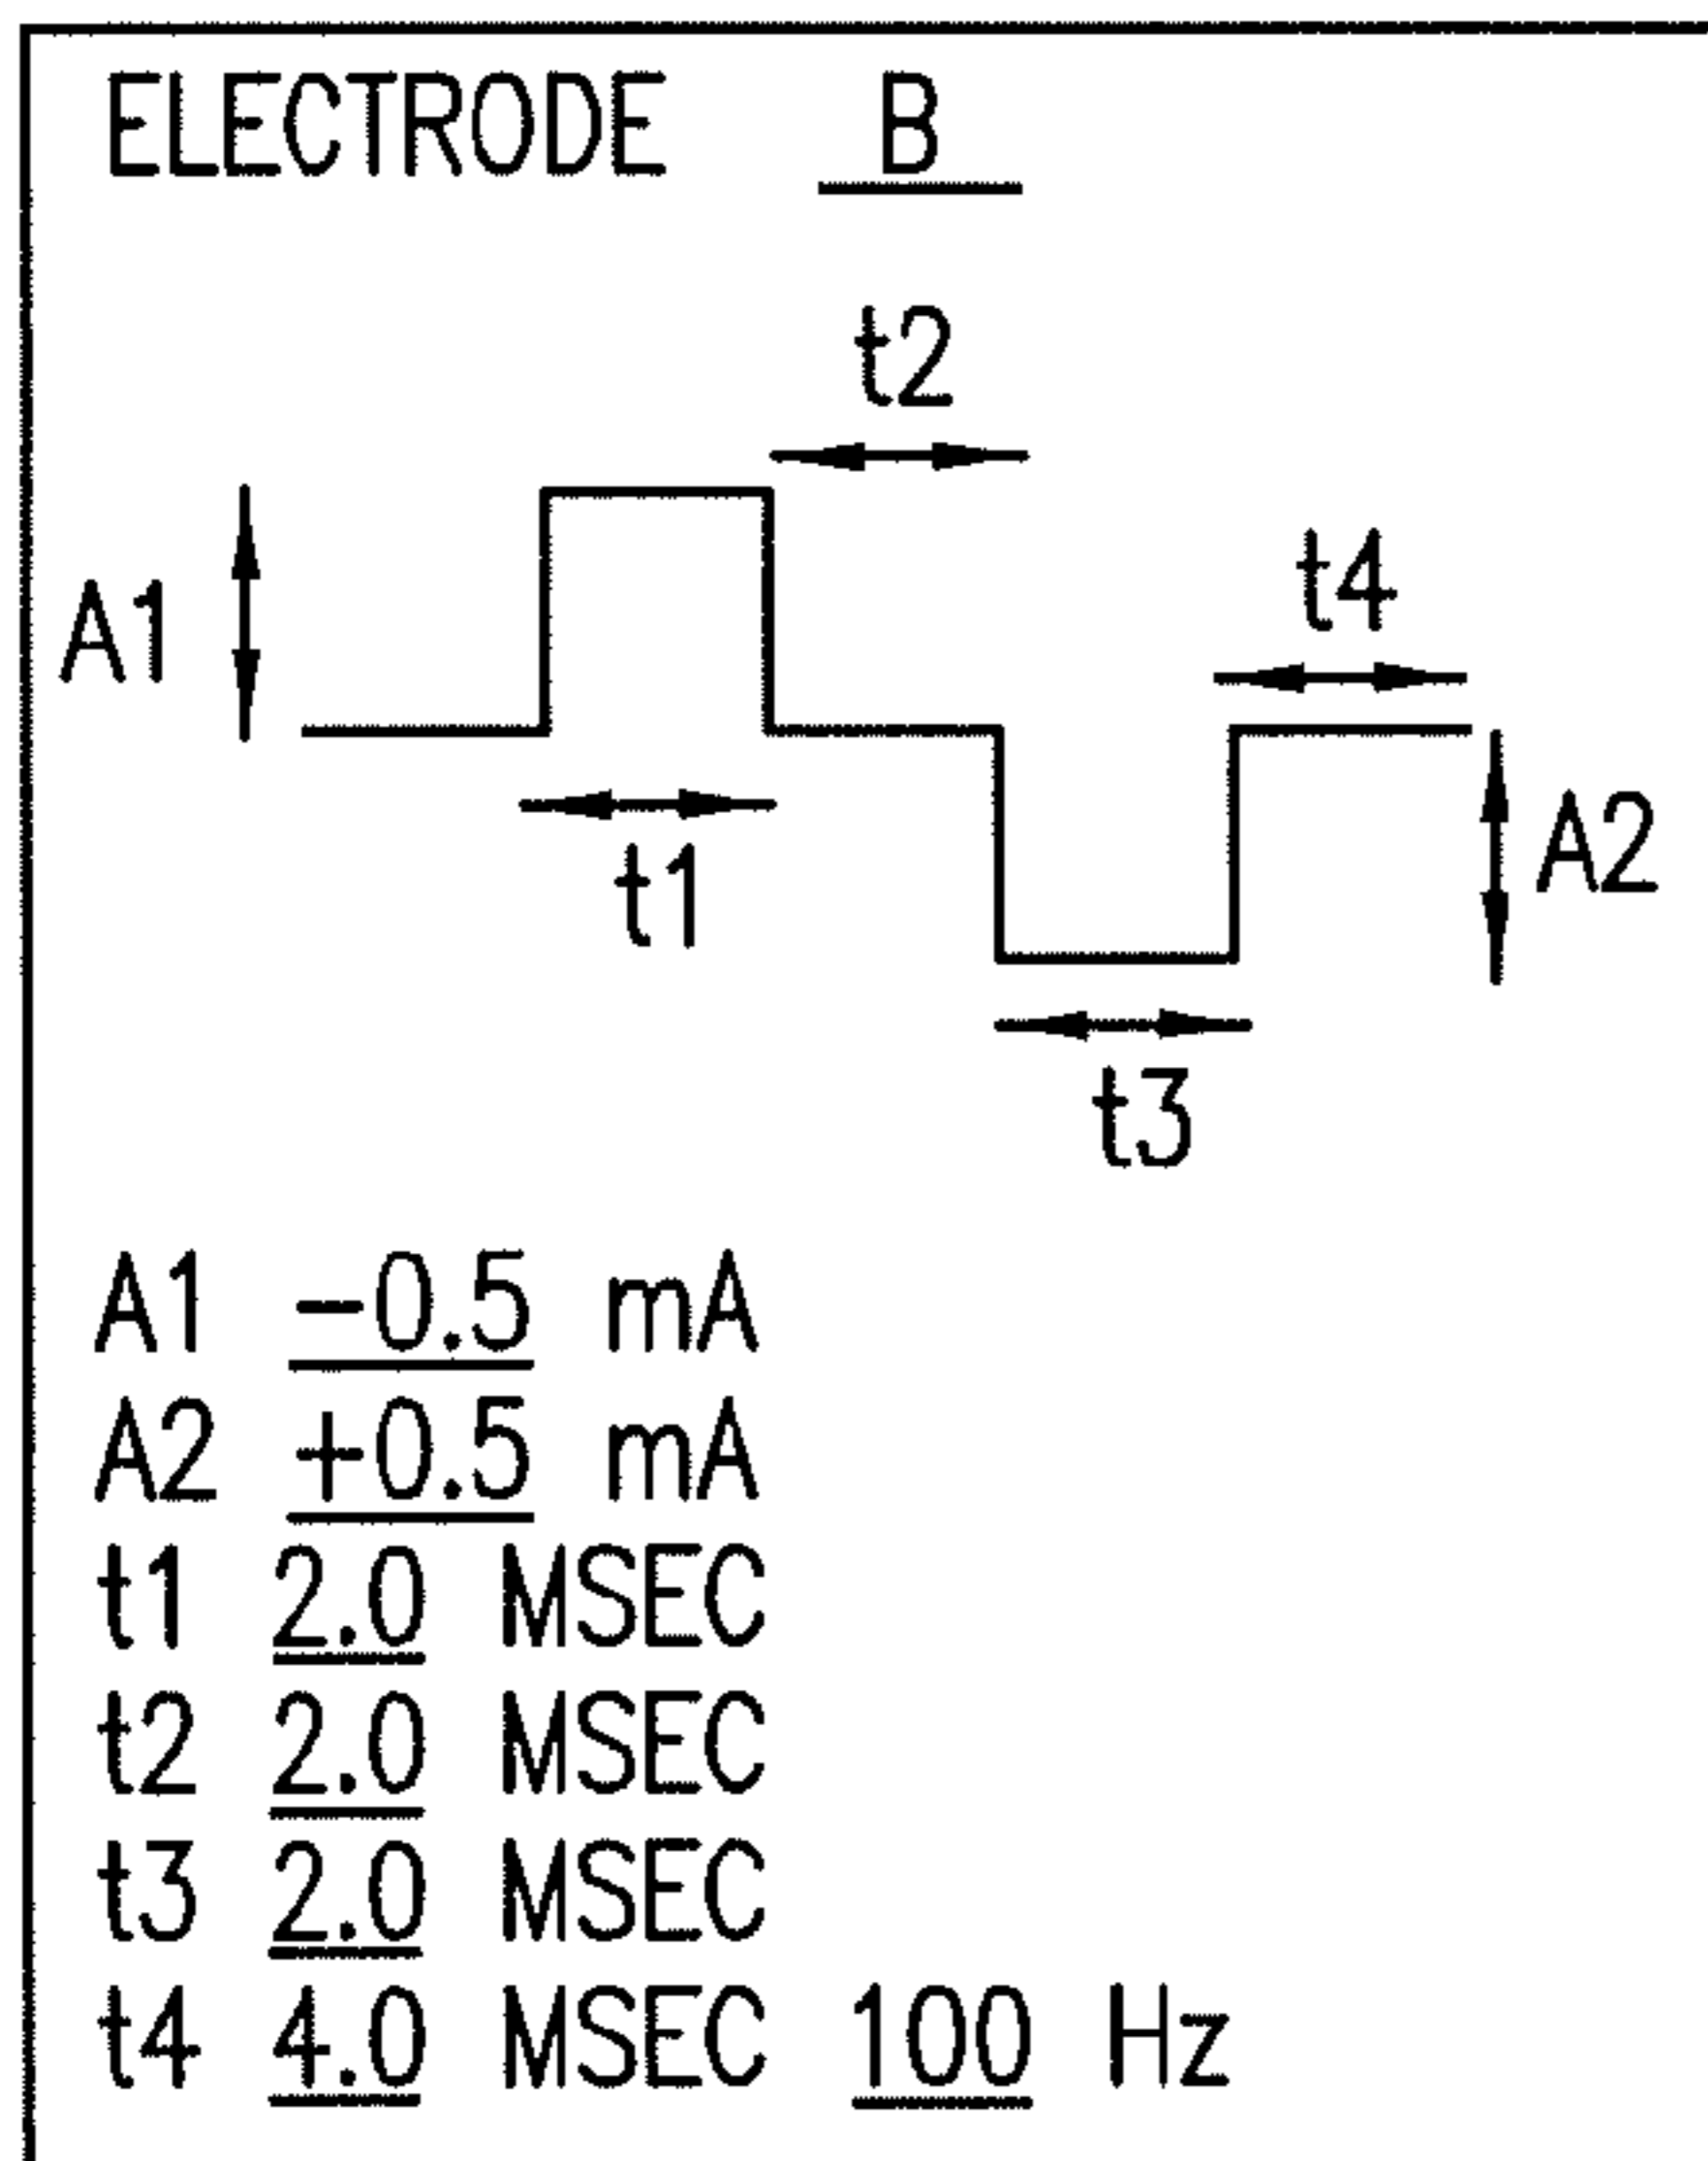 ELECTRODE B
t2
A1
t4
t1
A2
t3
A1 -0.5 mA
A2 +0.5 mA
t1 2.0 MSEC
t2 2.0 MSEC
t3 2.0 MSEC
t4 4.0 MSEC 100 Hz